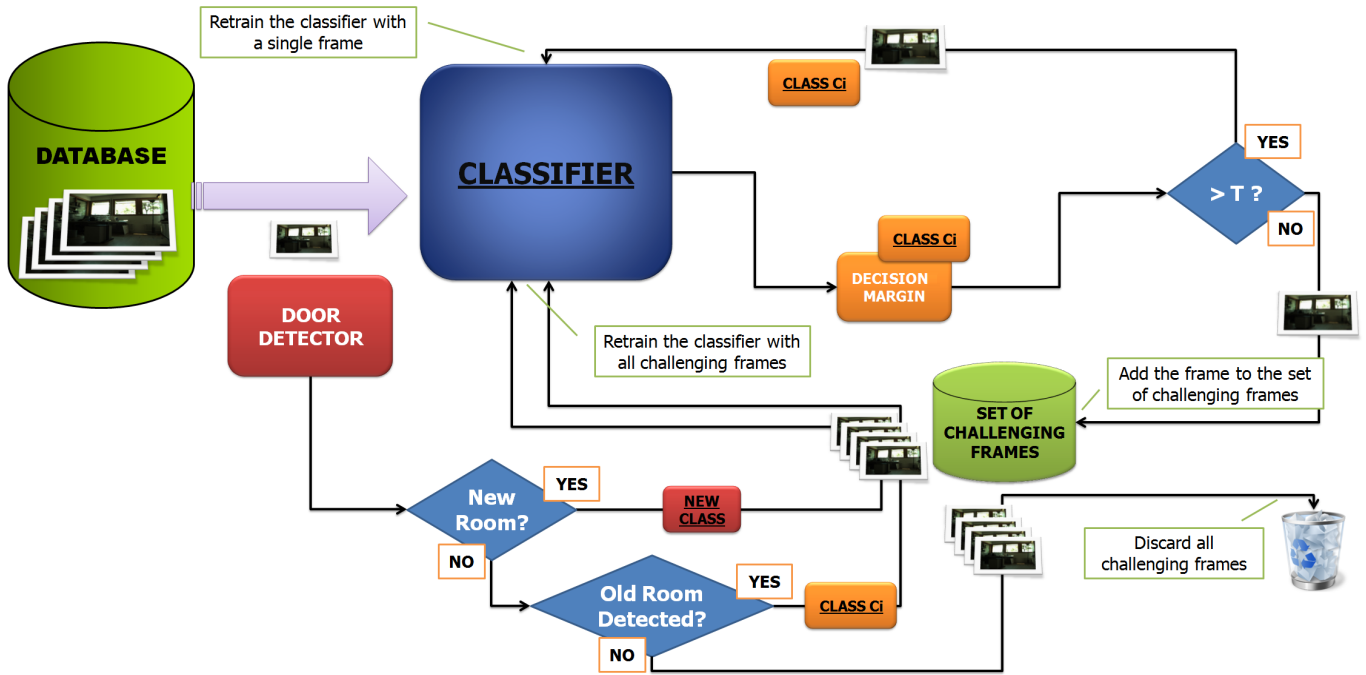 Retrain the classifier with
a single frame
CLASS Ci
DATABASE
CLASSIFIER
YES
> T ?
NO
CLASS Ci
DECISION
MARGIN
DOOR
DETECTOR
Retrain the classifier with
all challenging frames
Add the frame to the set
of challenging frames
SET OF
CHALLENGING
FRAMES
New
Room?
YES
NO
NEW
CLASS
Old Room
Detected?
YES
NO
CLASS Ci
Discard all
challenging frames